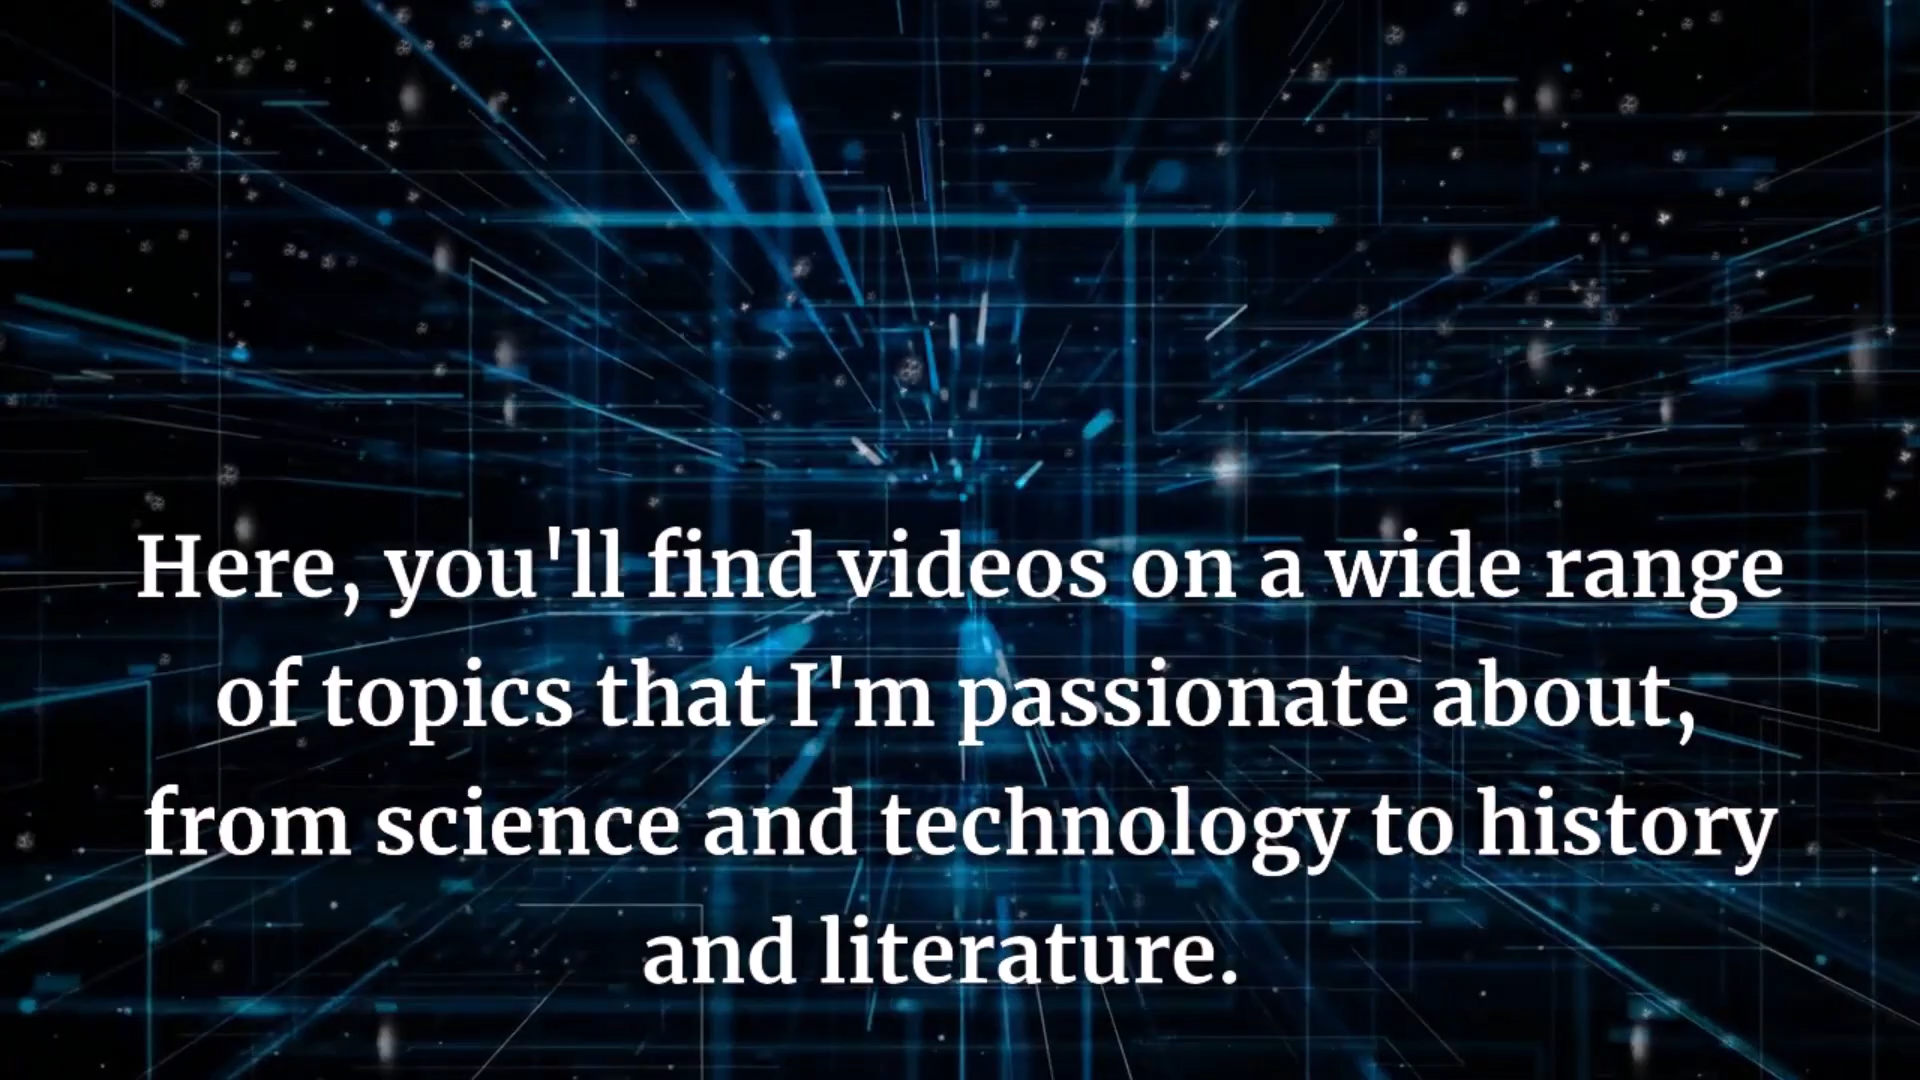 Here, you'll find videos on a wide range
of topics that I'm passionate about,
from science and technology to history
and literature.